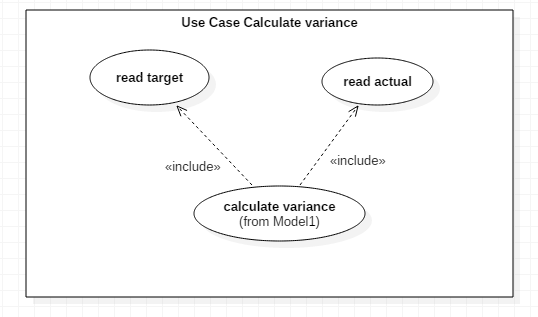 Use Case Calculate variance
read target
read actual
«include»
«include»
calculate variance
(from Model1)